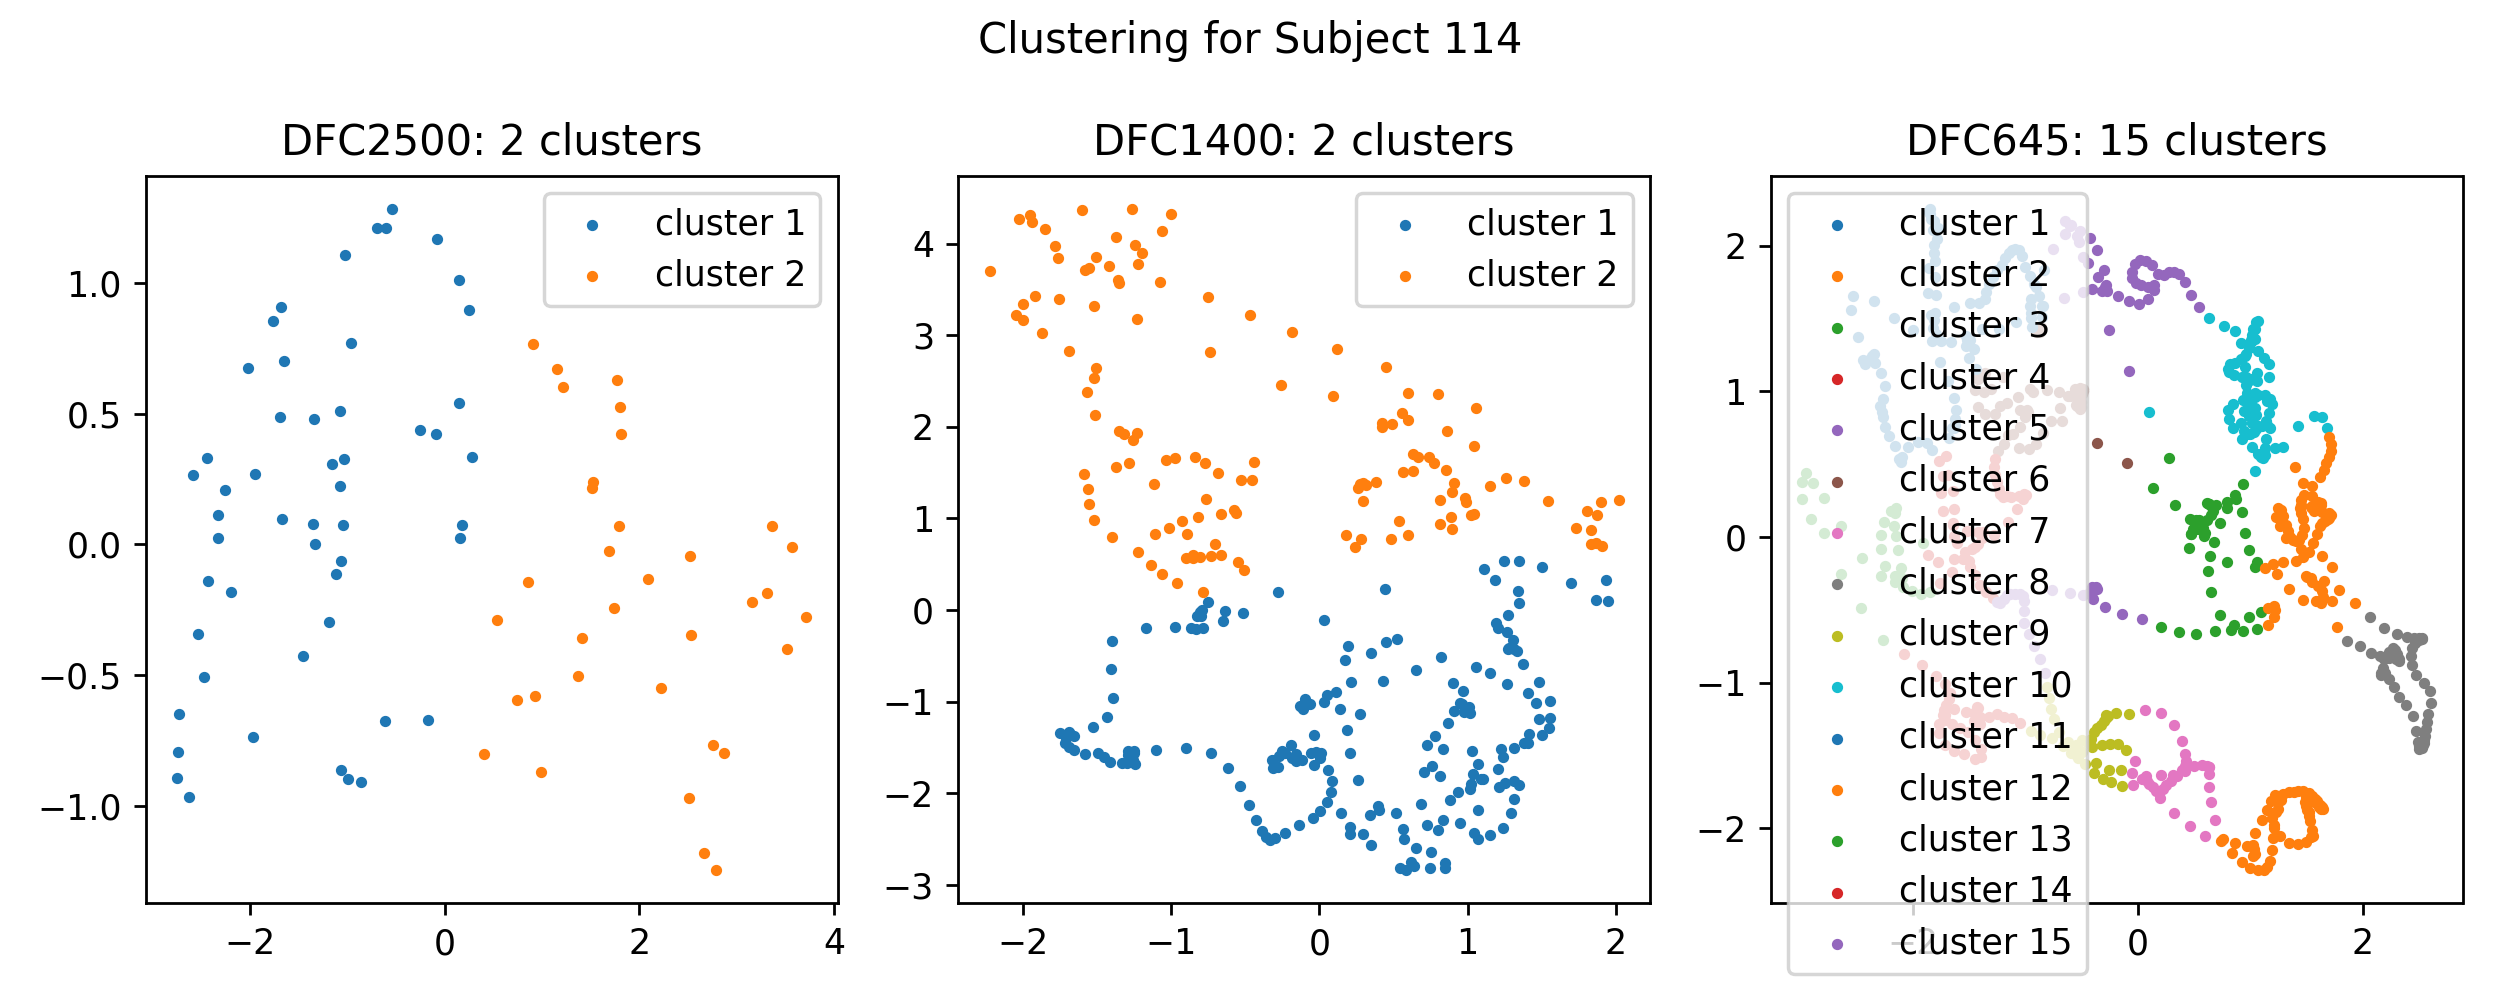 Clustering for Subject 114
DFC2500: 2 clusters
cluster 1
cluster 2
1.0
0.5
0.0
−0.5
−1.0
−2
0
2
4
DFC1400: 2 clusters
cluster 1
cluster 2
4
3
2
1
0
−1
−2
−3
−2
−1
0
1
2
DFC645: 15 clusters
cluster 1
cluster 2
cluster 3
cluster 4
cluster 5
cluster 6
cluster 7
cluster 8
cluster 9
cluster 10
cluster 11
cluster 12
cluster 13
cluster 14
cluster 15
2
1
0
−1
−2
−2
0
2